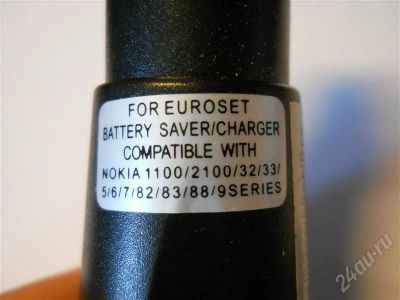 FOR EUROSET
BATTERY SAVER/CHARGER
COMPATIBLE WITH
NOKIA 1100/2100/32/33/
5/6/7/82/83/88/9SERIES
24au.ru